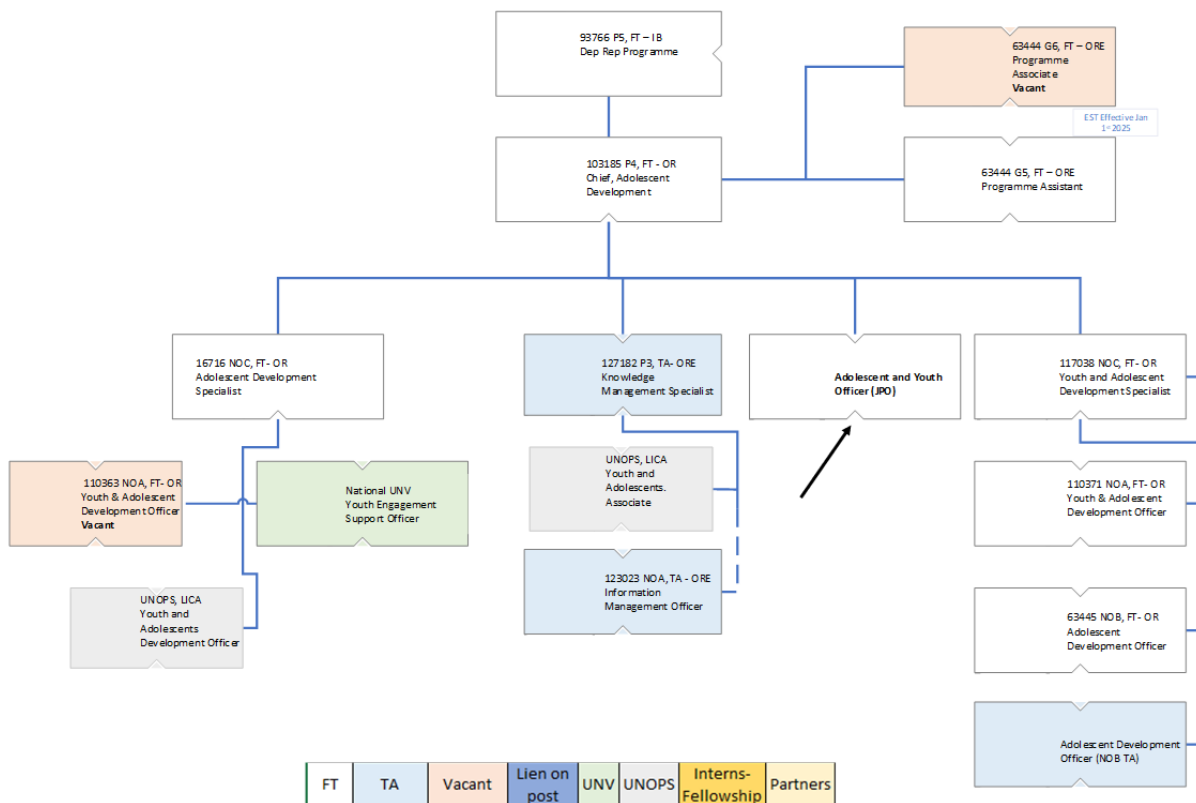 93766 P5, FT – IB
Dep Rep Programme
63444 G6, FT – ORE
Programme
Associate
Vacant
EST Effective Jan
1st 2025
103185 P4, FT - OR
Chief, Adolescent
Development
63444 G5, FT – ORE
Programme Assistant
16716 NOC, FT- OR
Adolescent Development
Specialist
127182 P3, TA- ORE
Knowledge
Management Specialist
Adolescent and Youth
Officer (JPO)
117038 NOC, FT- OR
Youth and Adolescent
Development Specialist
110363 NOA, FT- OR
Youth & Adolescent
Development Officer
Vacant
National UNV
Youth Engagement
Support Officer
UNOPS, LICA
Youth and
Adolescents.
Associate
110371 NOA, FT- OR
Youth & Adolescent
Development Officer
UNOPS, LICA
Youth and
Adolescents
Development Officer
123023 NOA, TA - ORE
Information
Management Officer
63445 NOB, FT- OR
Adolescent
Development Officer
Adolescent Development
Officer (NOB TA)
FT
TA
Vacant
Lien on
post
UNV
UNOPS
Interns-
Fellowship
Partners